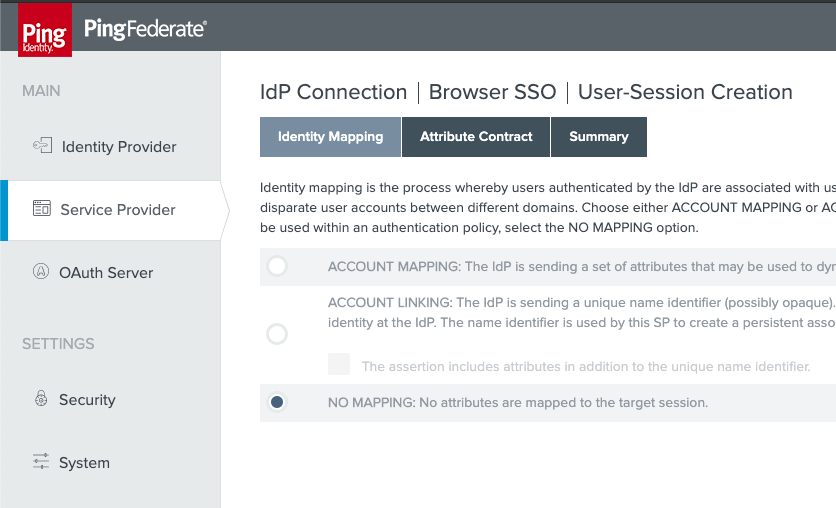 Ping
Identity.
PingFederate®
MAIN
Identity Provider
Service Provider
OAuth Server
SETTINGS
Security
System
IdP Connection | Browser SSO | User-Session Creation
Identity Mapping
Attribute Contract
Summary
Identity mapping is the process whereby users authenticated by the IdP are associated with
disparate user accounts between different domains. Choose either ACCOUNT MAPPING or
be used within an authentication policy, select the NO MAPPING option.
ACCOUNT MAPPING: The IdP is sending a set of attributes that may be used to
ACCOUNT LINKING: The IdP is sending a unique name identifier (possibly opaque).
identity at the IdP. The name identifier is used by this SP to create a persistent
The assertion includes attributes in addition to the unique name identifier.
NO MAPPING: No attributes are mapped to the target session.